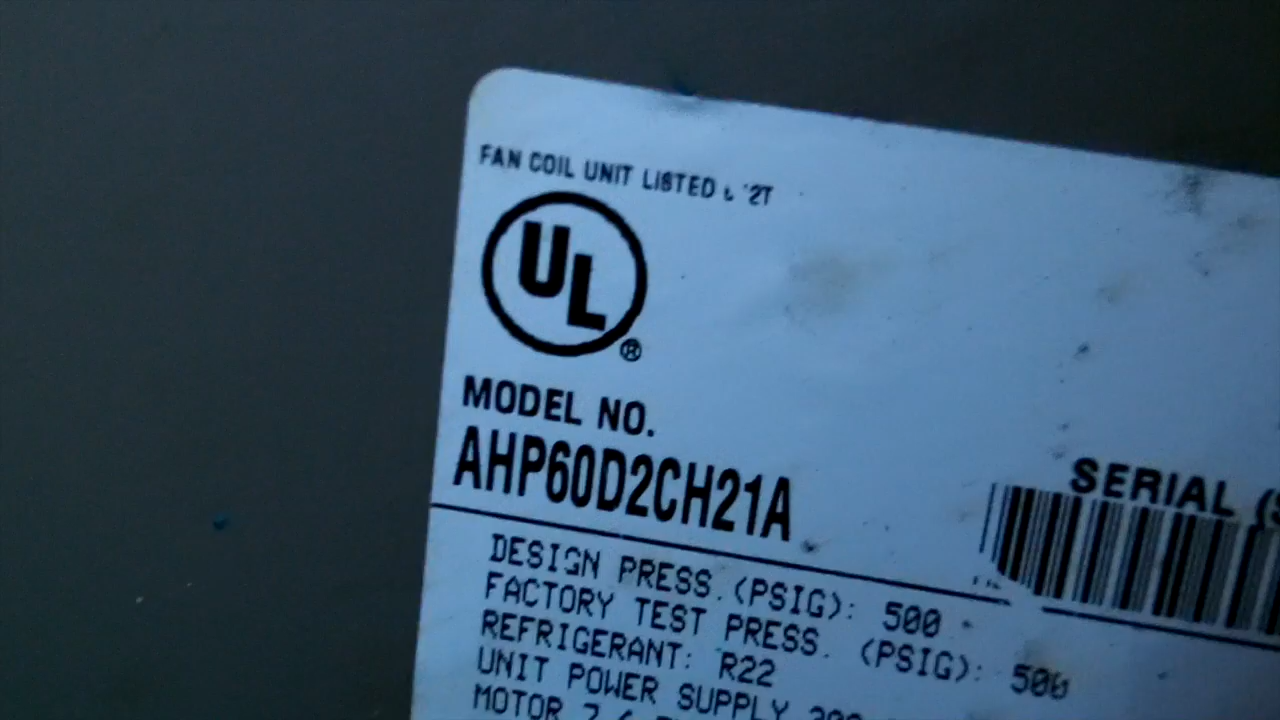 FAN COIL UNIT LISTED
UL
®
MODEL NO.
AHP60D2CH21A
SERIAL
DESIGN PRESS.(PSIG): 500
FACTORY TEST PRESS. (PSIG): 500
REFRIGERANT: R22
UNIT POWER SUPPLY
MOTOR